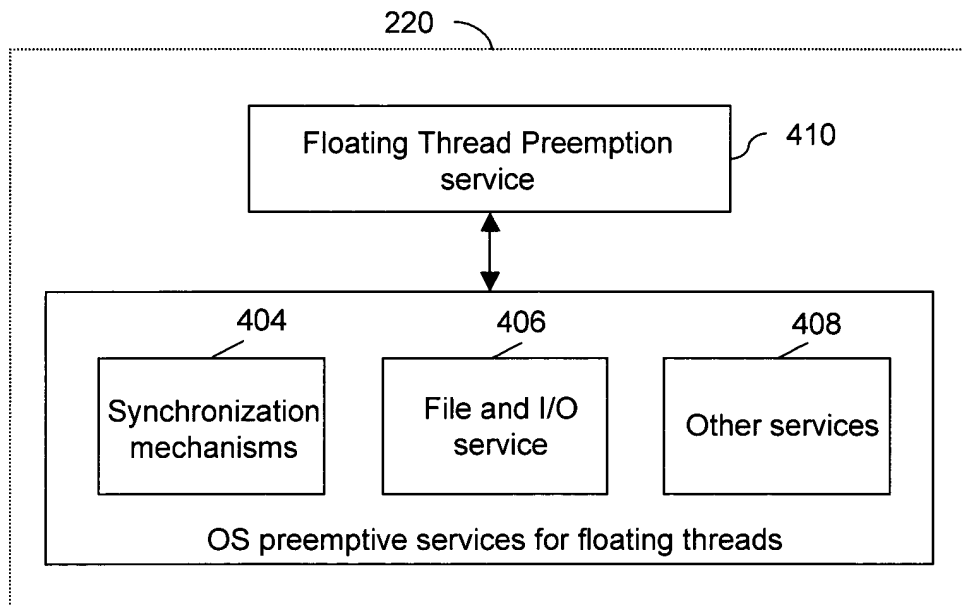 220
Floating Thread Preemption
service
410
404
406
408
Synchronization
mechanisms
File and I/O
service
Other services
OS preemptive services for floating threads